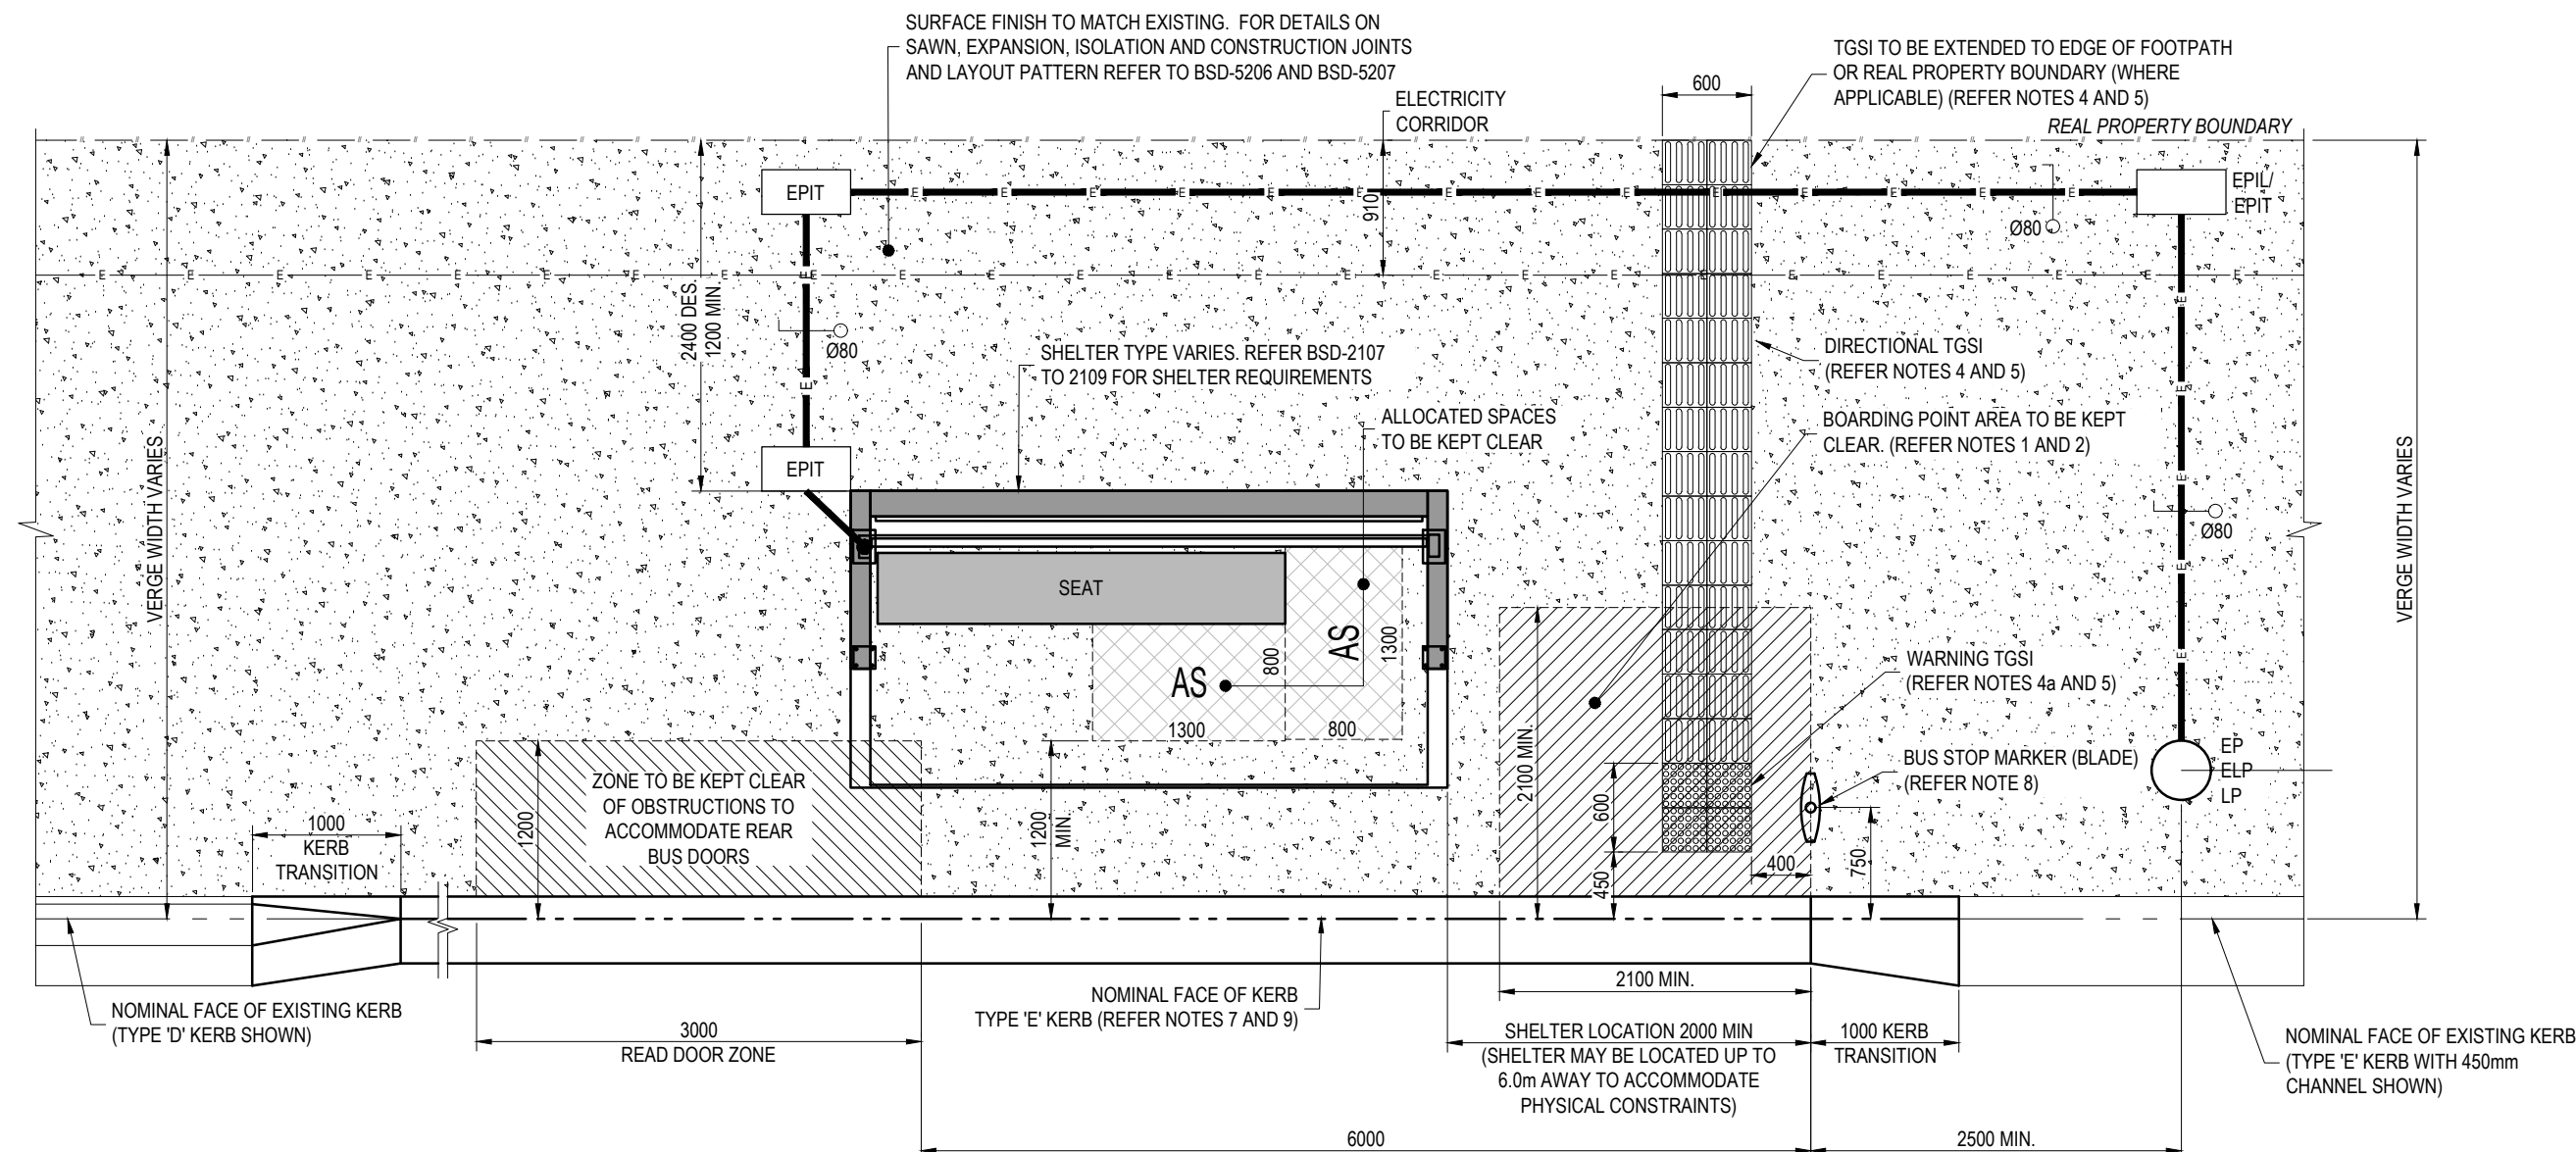 SURFACE FINISH TO MATCH EXISTING. FOR DETAILS ON
SAWN, EXPANSION, ISOLATION AND CONSTRUCTION JOINTS
AND LAYOUT PATTERN REFER TO BSD-5206 AND BSD-5207
TGSI TO BE EXTENDED TO EDGE OF FOOTPATH
OR REAL PROPERTY BOUNDARY (WHERE
APPLICABLE) (REFER NOTES 4 AND 5)
600
ELECTRICITY
CORRIDOR
REAL PROPERTY BOUNDARY
EPIT
E E E E E E E E E E E E E E
EPIL/
EPIT
910
Ø80
E E E E E E E E E E E E E E E E E E E E E E E E
E
E
E
E
E
E
E
2400 DES.
1200 MIN.
Ø80
SHELTER TYPE VARIES. REFER BSD-2107
TO 2109 FOR SHELTER REQUIREMENTS
DIRECTIONAL TGSI
(REFER NOTES 4 AND 5)
ALLOCATED SPACES
TO BE KEPT CLEAR
BOARDING POINT AREA TO BE KEPT
CLEAR. (REFER NOTES 1 AND 2)
VERGE WIDTH VARIES
VERGE WIDTH VARIES
EPIT
Ø80
SEAT
AS
1300
800
AS
1300
800
WARNING TGSI
(REFER NOTES 4a AND 5)
2100 MIN.
BUS STOP MARKER (BLADE)
(REFER NOTE 8)
EP
ELP
LP
ZONE TO BE KEPT CLEAR
OF OBSTRUCTIONS TO
ACCOMMODATE REAR
BUS DOORS
1200
1200
MIN.
600
450
400
750
1000
KERB
TRANSITION
2100 MIN.
NOMINAL FACE OF EXISTING KERB
(TYPE 'D' KERB SHOWN)
NOMINAL FACE OF KERB
TYPE 'E' KERB (REFER NOTES 7 AND 9)
3000
READ DOOR ZONE
SHELTER LOCATION 2000 MIN
(SHELTER MAY BE LOCATED UP TO
6.0m AWAY TO ACCOMMODATE
PHYSICAL CONSTRAINTS)
1000 KERB
TRANSITION
NOMINAL FACE OF EXISTING KERB
(TYPE 'E' KERB WITH 450mm
CHANNEL SHOWN)
6000
2500 MIN.